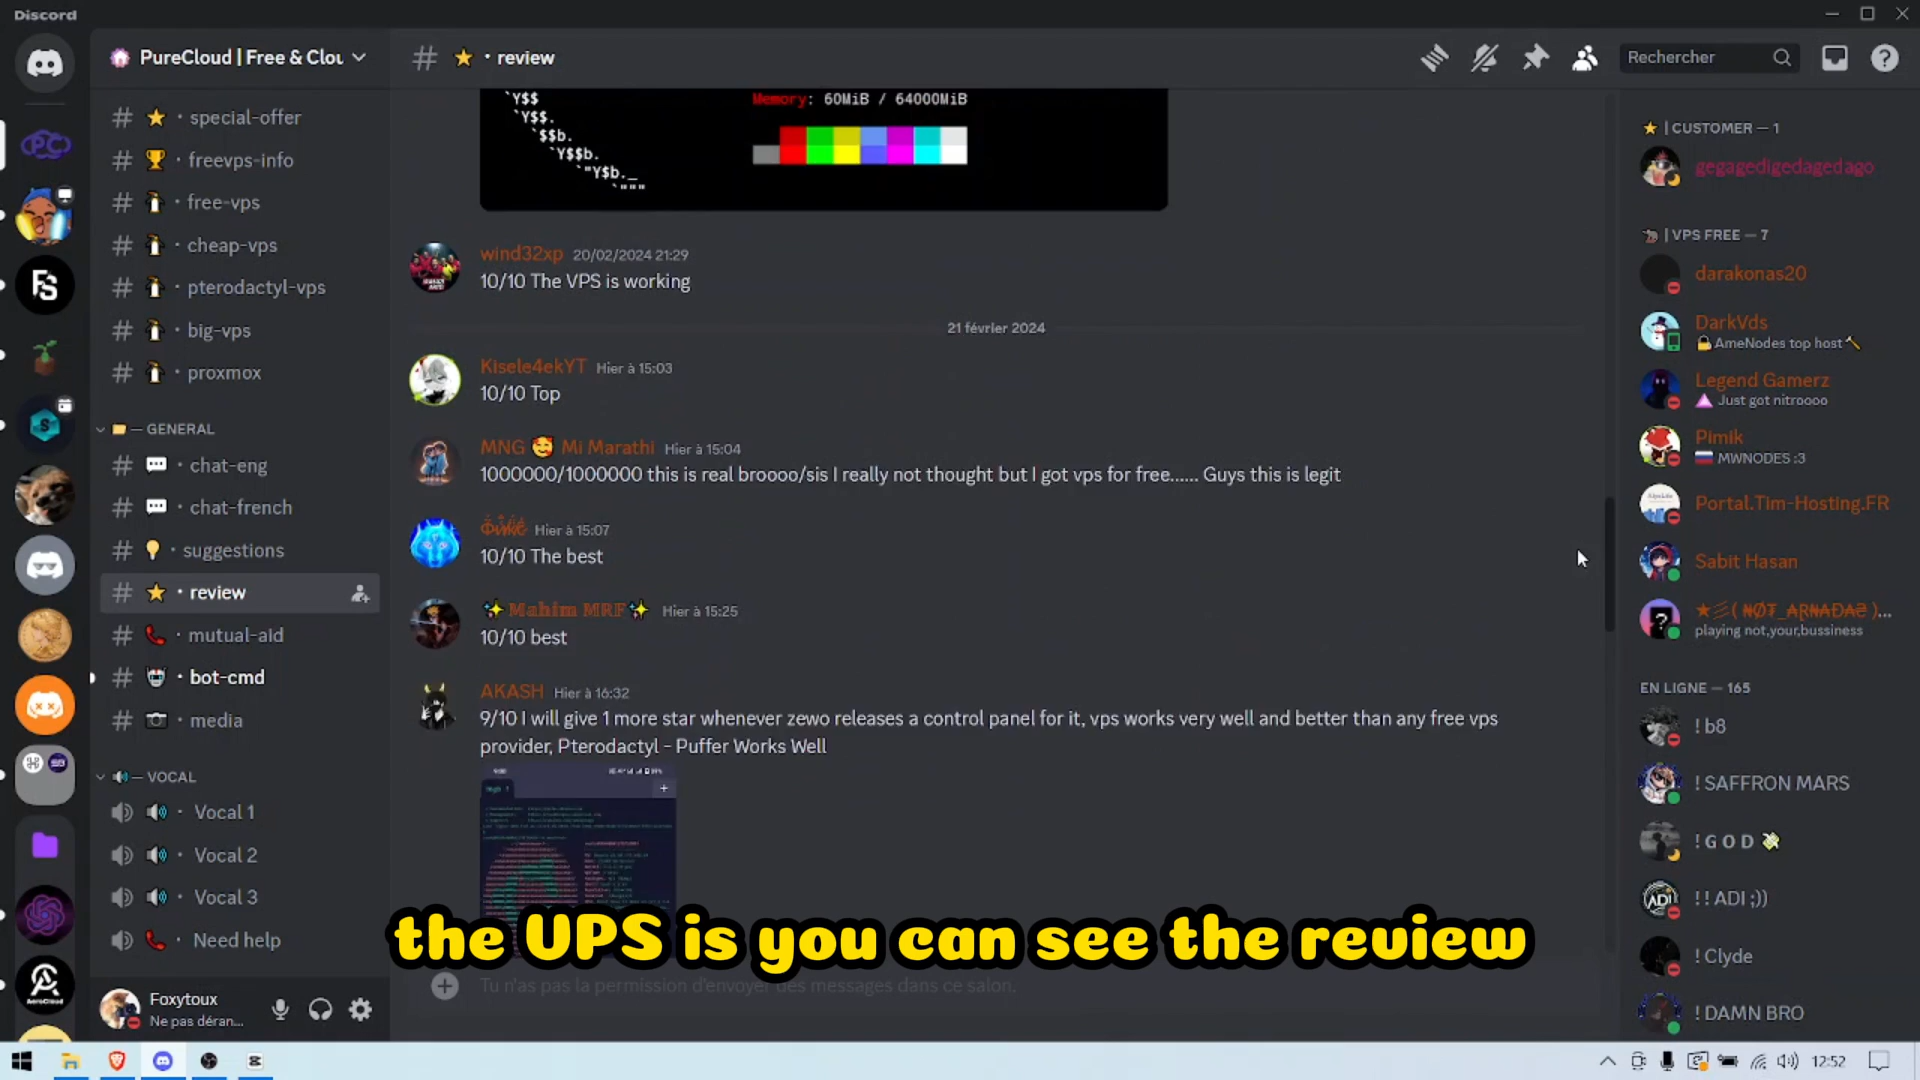 Discord
PureCloud | Free & Clou
special-offer
freevps-info
free-vps
cheap-vps
pterodactyl-vps
big-vps
proxmox
GENERAL
chat-eng
chat-french
suggestions
review
mutual-aid
bot-cmd
media
VOCAL
Vocal 1
Vocal 2
Vocal 3
Need help
Foxytoux
Ne pas déran...
• review
Rechercher
Memory: 60MiB / 64000MiB
`Y$$
`Y$$.
`$$b.
`Y$$b.
`"Y$b._
`"""
wind32xp 20/02/2024 21:29
10/10 The VPS is working
21 février 2024
Kisele4ekYT Hier à 15:03
10/10 Top
MNG 🥰 Mi Marathi Hier à 15:04
1000000/1000000 this is real broooo/sis I really not thought but I got vps for free...... Guys this is legit
Hier à 15:07
10/10 The best
✨Mahim MRF✨ Hier à 15:25
10/10 best
AKASH Hier à 16:32
9/10 I will give 1 more star whenever zewo releases a control panel for it, vps works very well and better than any free vps
provider, Pterodactyl - Puffer Works Well
the UPS is you can see the review
Tu n'as pas la permission d'envoyer des messages dans ce salon.
| CUSTOMER — 1
gegagedigedagedago
| VPS FREE — 7
darakonas20
DarkVds
AmeNodes top host
Legend Gamerz
Just got nitroooo
Pimik
MWNODES :3
Portal.Tim-Hosting.FR
Sabit Hasan
playing not,your,bussiness
EN LIGNE — 165
! b8
! SAFFRON MARS
! G O D
! ! ADI ;))
! Clyde
! DAMN BRO
PC
FS
ADI
AeroCloud
12:52